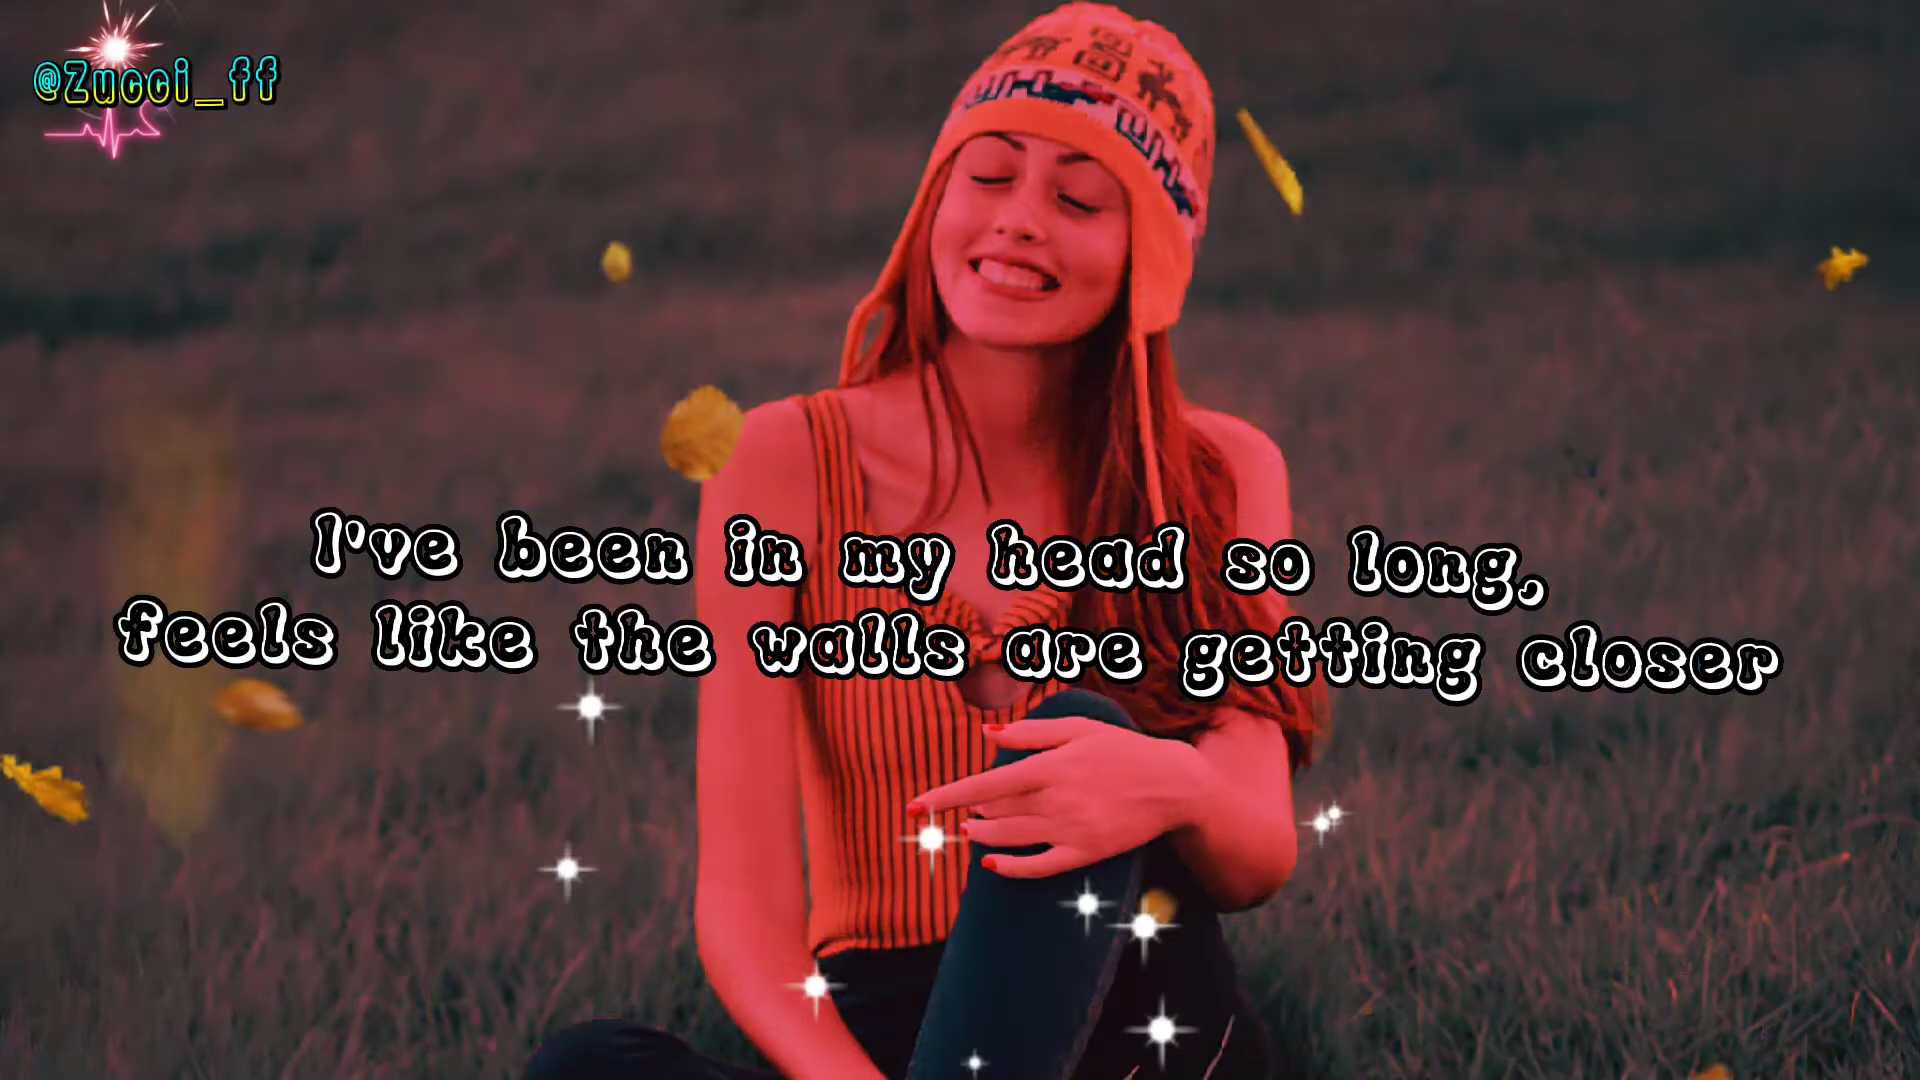 @Zucci_ff
I've been in my head so long,
feels like the walls are getting closer